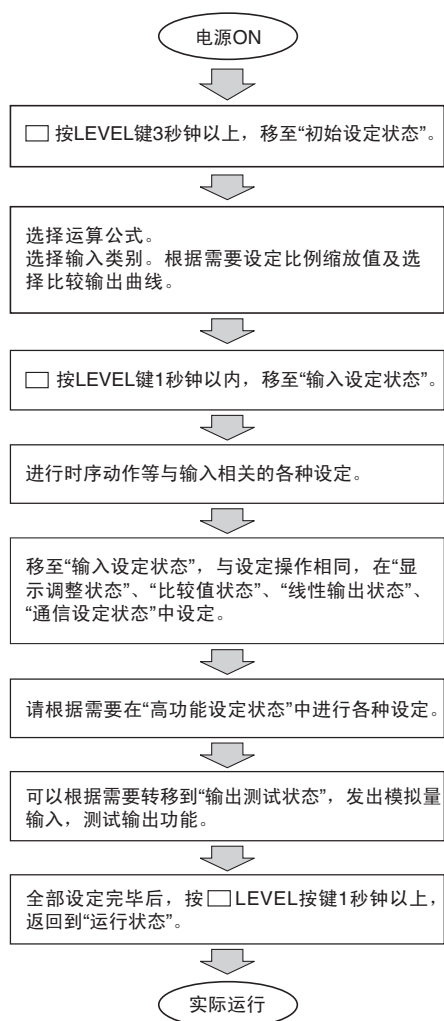 电源ON
按LEVEL键3秒钟以上，移至“初始设定状态”。
选择运算公式。
选择输入类别。根据需要设定比例缩放值及选
择比较输出曲线。
按LEVEL键1秒钟以内，移至“输入设定状态”。
进行时序动作等与输入相关的各种设定。
移至“输入设定状态”，与设定操作相同，在“显
示调整状态”、“比较值状态”、“线性输出状态”、
“通信设定状态”中设定。
请根据需要在“高功能设定状态”中进行各种设定。
可以根据需要转移到“输出测试状态”，发出模拟量
输入，测试输出功能。
全部设定完毕后，按□LEVEL按键1秒钟以上，
返回到“运行状态”。
实际运行